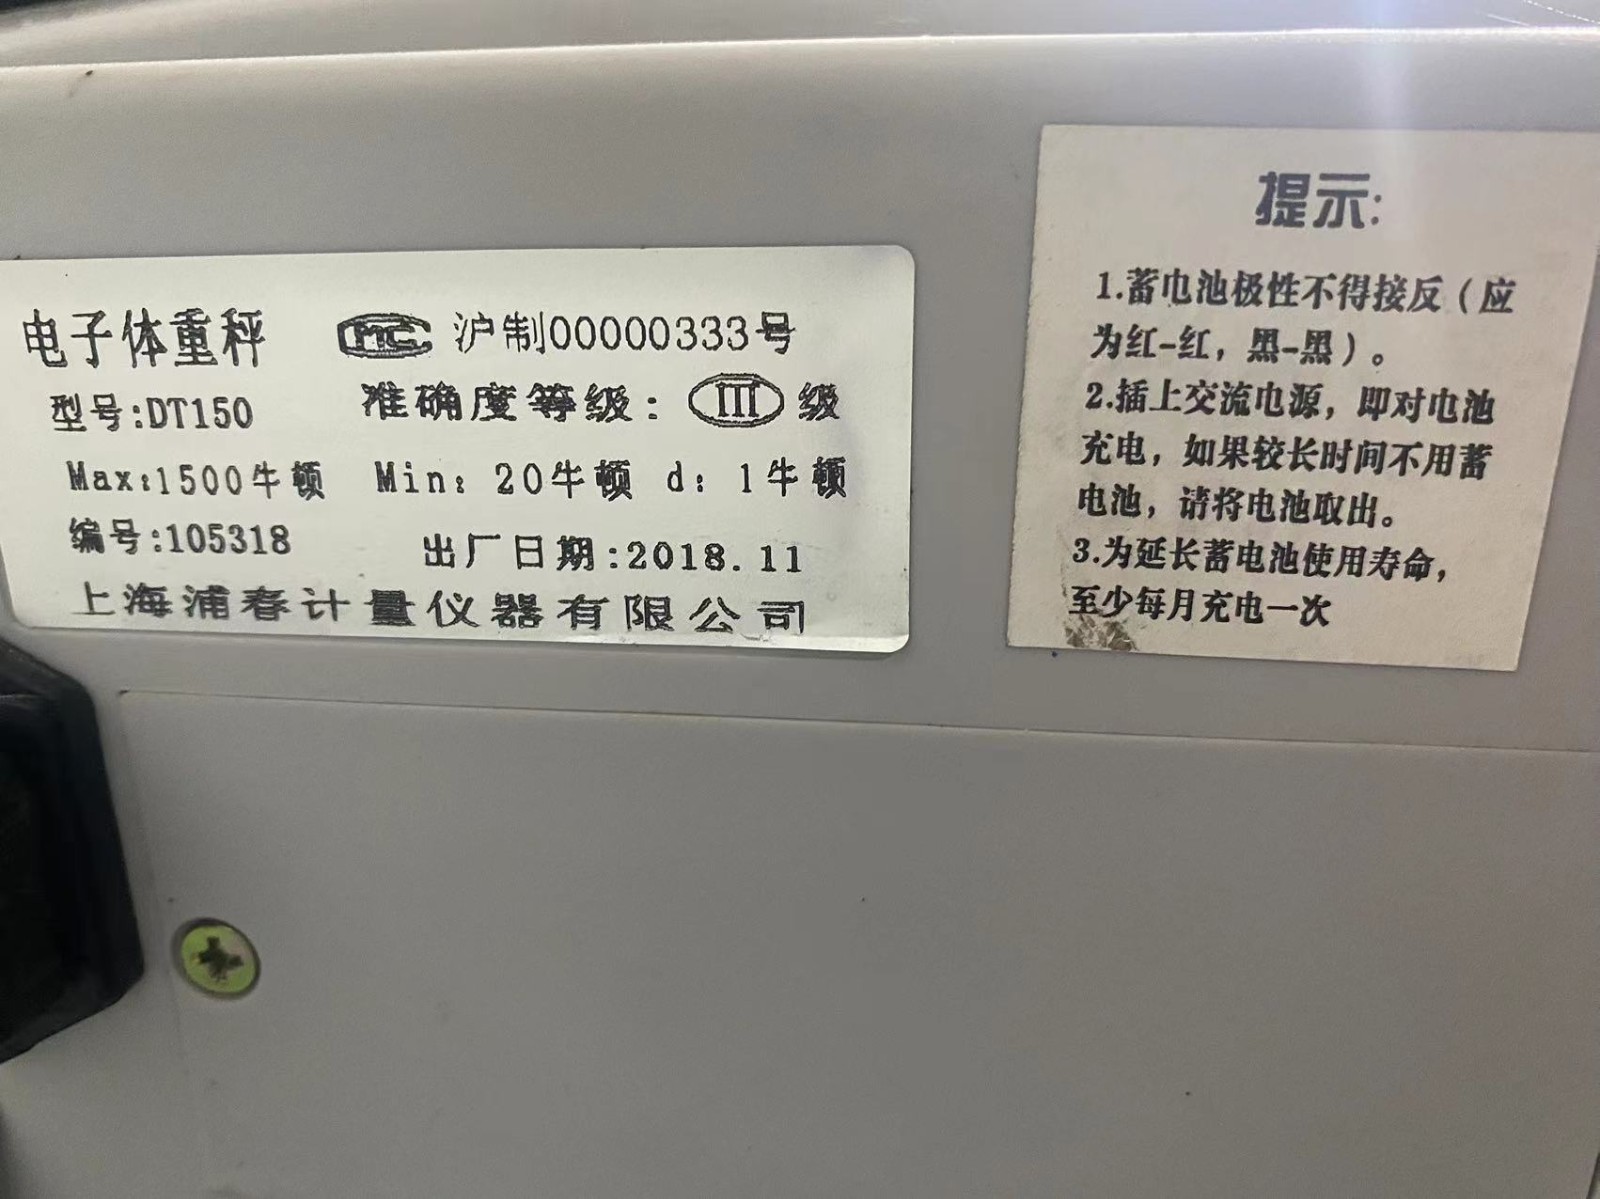 电子体重秤 MC 沪制00000333号
型号:DT150 准确度等级：III级
Max:1500牛顿 Min：20牛顿 d：1牛顿
编号:105318 出厂日期:2018.11
上海浦春计量仪器有限公司
提示:
1.蓄电池极性不得接反（应
为红-红，黑-黑）。
2.插上交流电源，即对电池
充电，如果较长时间不用蓄
电池，请将电池取出。
3.为延长蓄电池使用寿命，
至少每月充电一次